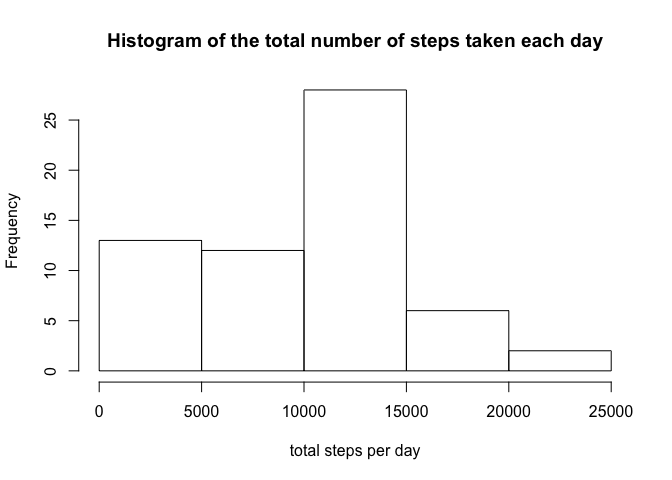 Histogram of the total number of steps taken each day
Frequency
25
20
15
10
5
0
0 5000 10000 15000 20000 25000
total steps per day